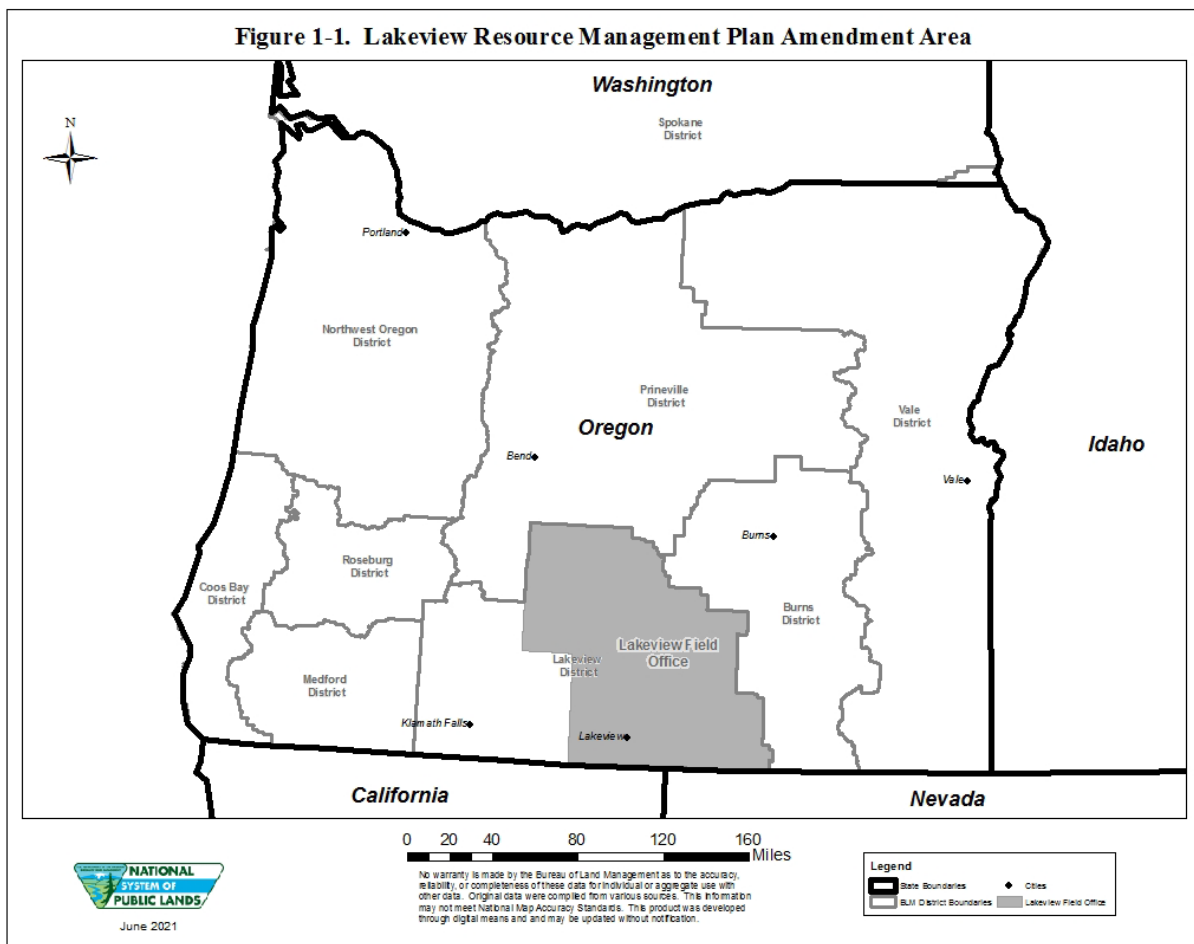 Figure 1-1. Lakeview Resource Management Plan Amendment Area
Washington
Spokane
District
N
Portland
Northwest Oregon
District
Prineville
District
Oregon
Vale
District
Idaho
Bend
Vale
Burns
Roseburg
District
Coos Bay
District
Burns
District
Lakeview Field
Office
Lakeview
District
Medford
District
Klamath Falls
Lakeview
California
Nevada
0 20 40 80 120 160
Miles
No warranty is made by the Bureau of Land Management as to the accuracy,
reliability, or completeness of these data for individual or aggregate use with
other data. Original data were compiled from various sources. This information
may not meet National Map Accuracy Standards. This product was developed
through digital means and and may be updated without notification.
NATIONAL
SYSTEM OF
PUBLIC LANDS
June 2021
Legend
State Boundaries
Cities
BLM District Boundaries
Lakeview Field Office